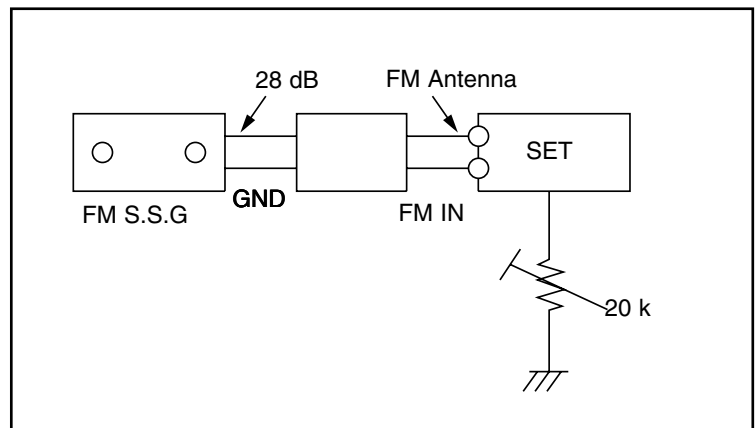 28 dB
FM Antenna
SET
GND
FM S.S.G
FM IN
20 k